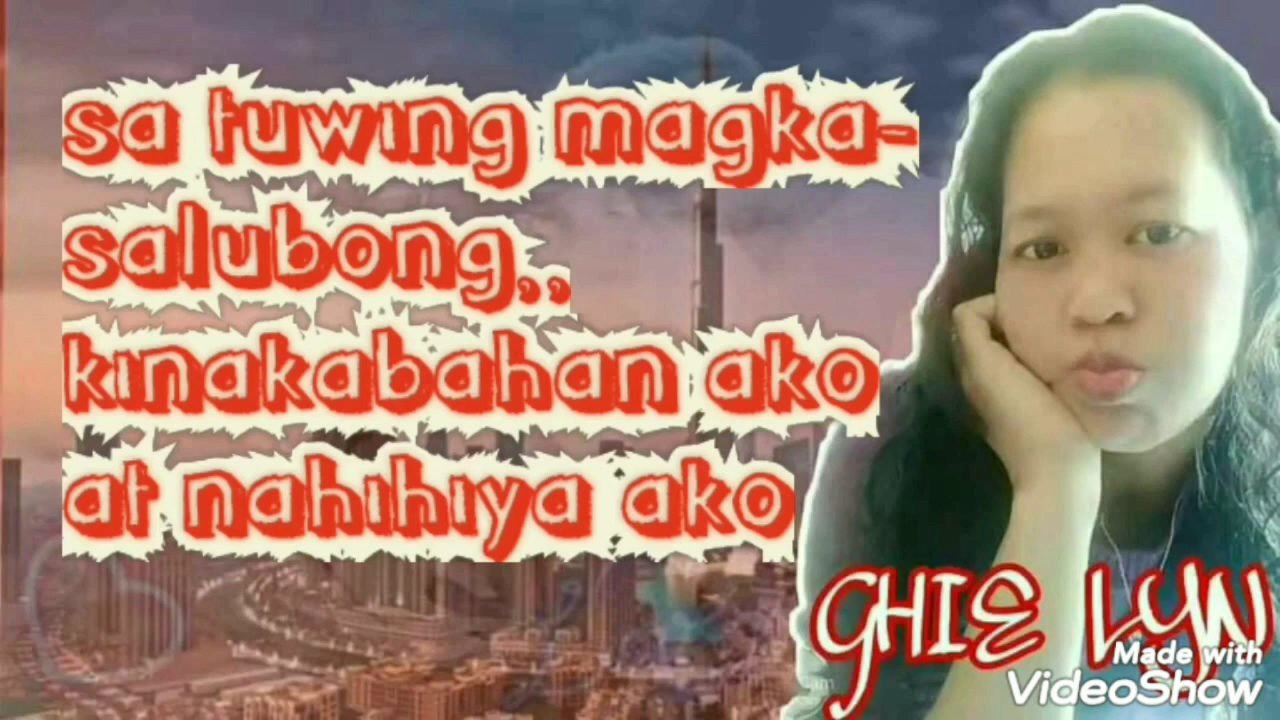 sa tuwing magka-
salubong,,
kinakabahan ako
at nahihiya ako
GHIE LYN
Made with
VideoShow